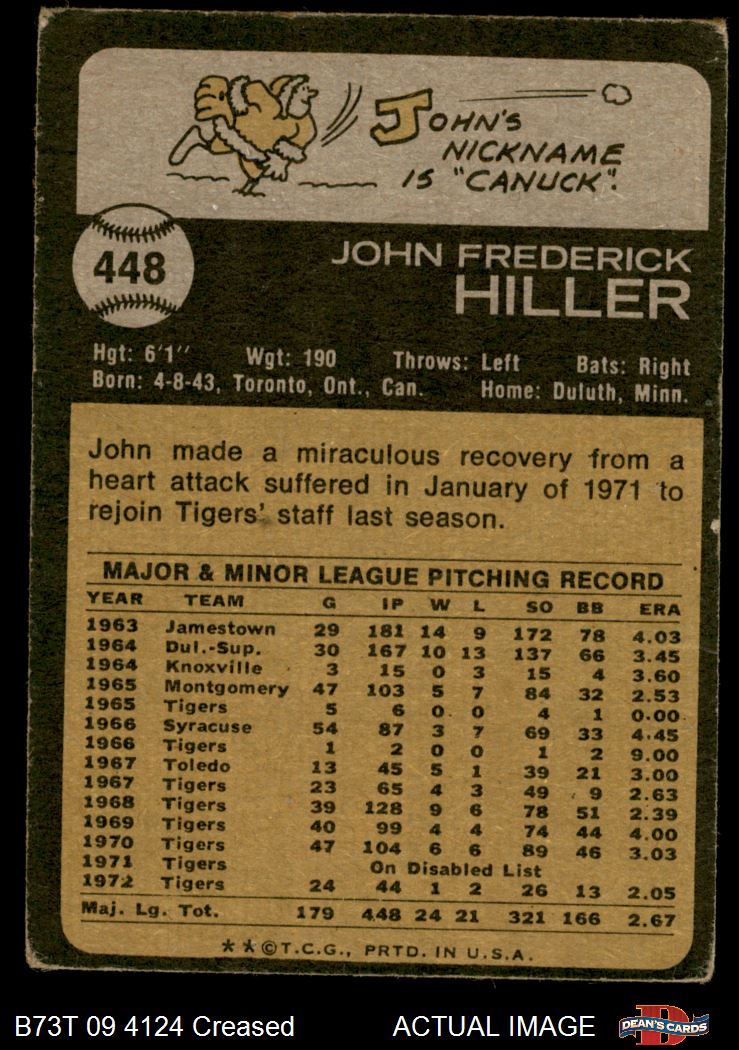 JOHN'S
NICKNAME
IS "CANUCK".
448
JOHN FREDERICK
HILLER
Hgt: 6'1" Wgt: 190 Throws: Left Bats: Right
Born: 4-8-43, Toronto, Ont., Can. Home: Duluth, Minn.
John made a miraculous recovery from a
heart attack suffered in January of 1971 to
rejoin Tigers' staff last season.
MAJOR & MINOR LEAGUE PITCHING RECORD
YEAR TEAM G IP W L SO BB ERA
1963 Jamestown 29 181 14 9 172 78 4.03
1964 Dul.-Sup. 30 167 10 13 137 66 3.45
1964 Knoxville 3 15 0 3 15 4 3.60
1965 Montgomery 47 103 5 7 84 32 2.53
1965 Tigers 5 6 0 0 4 1 0.00
1966 Syracuse 54 87 3 7 69 33 4.45
1966 Tigers 1 2 0 0 1 2 9.00
1967 Toledo 13 45 5 1 39 21 3.00
1967 Tigers 23 65 4 3 49 9 2.63
1968 Tigers 39 128 9 6 78 51 2.39
1969 Tigers 40 99 4 4 74 44 4.00
1970 Tigers 47 104 6 6 89 46 3.03
1971 Tigers On Disabled List
1972 Tigers 24 44 1 2 26 13 2.05
Maj. Lg. Tot. 179 448 24 21 321 166 2.67
**©T.C.G., PRTD. IN U.S.A.
B73T 09 4124 Creased ACTUAL IMAGE
D
DEAN'S CARDS